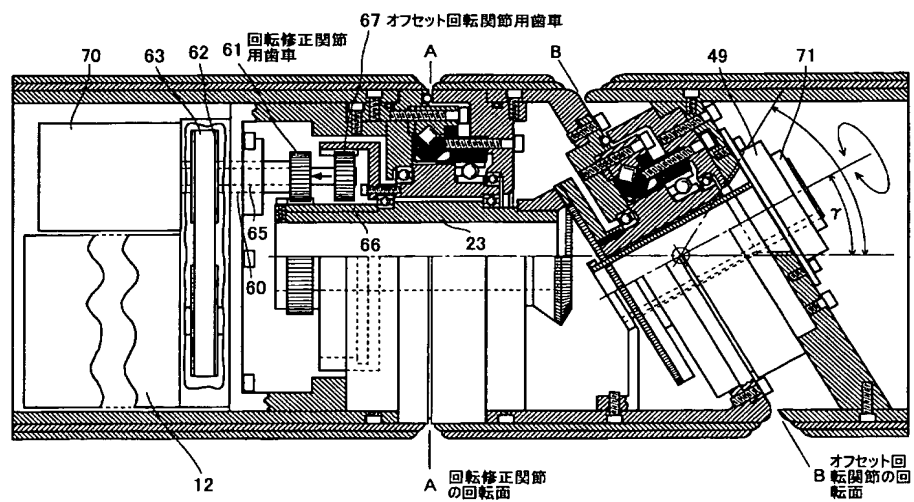 67 オフセット回転関節用歯車
61 回転修正関節
用歯車
A
B
70
63
62
49
71
γ
65
66
23
60
12
A
回転修正関節
の回転面
B
オフセット回
転関節の回
転面